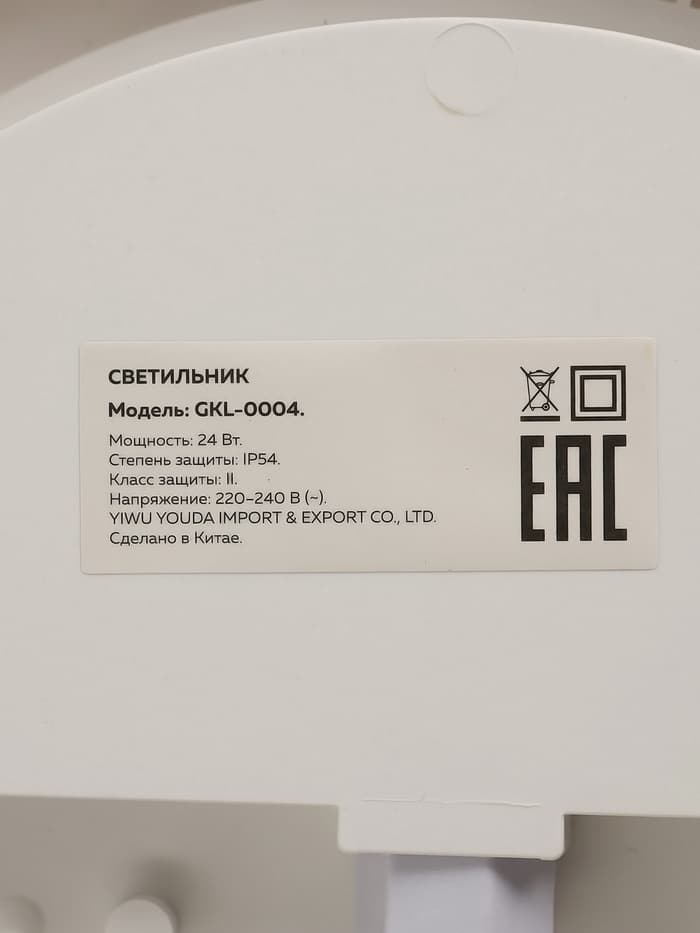 СВЕТИЛЬНИК
Модель: GKL-0004.
Мощность: 24 Вт.
Степень защиты: IP54.
Класс защиты: II.
Напряжение: 220-240 В (~).
YIWU YOUDA IMPORT & EXPORT CO., LTD.
Сделано в Китае.
EAC